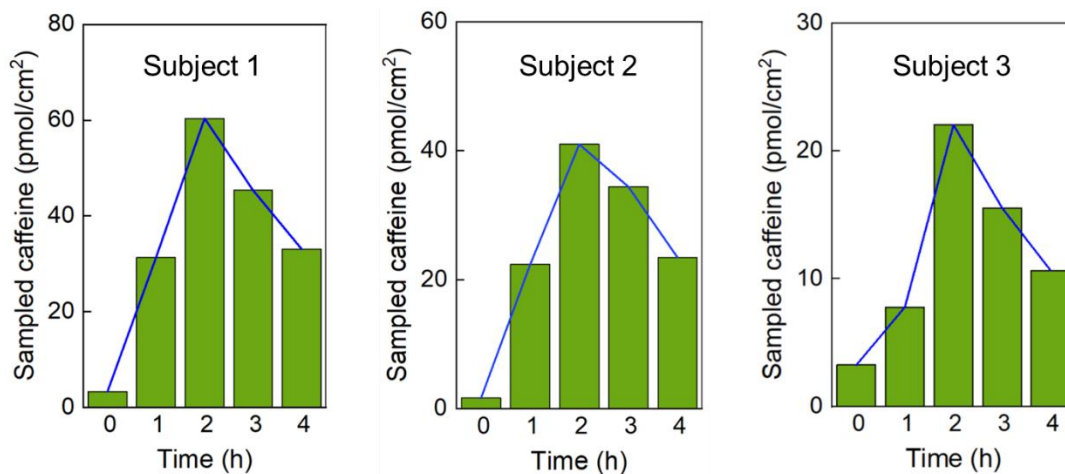 Sampled caffeine (pmol/cm²)
80
60
40
20
0
Subject 1
0 1 2 3 4
Time (h)
Sampled caffeine (pmol/cm²)
60
40
20
0
Subject 2
0 1 2 3 4
Time (h)
Sampled caffeine (pmol/cm²)
30
20
10
0
Subject 3
0 1 2 3 4
Time (h)